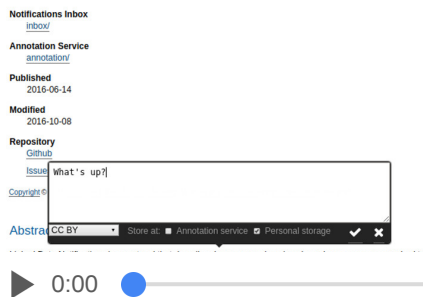 Notifications Inbox
inbox/
Annotation Service
annotation/
Published
2016-06-14
Modified
2016-10-08
Repository
Github
Issue
What's up?
Copyright ©
Abstrac
CC BY
Store at: Annotation service Personal storage
0:00